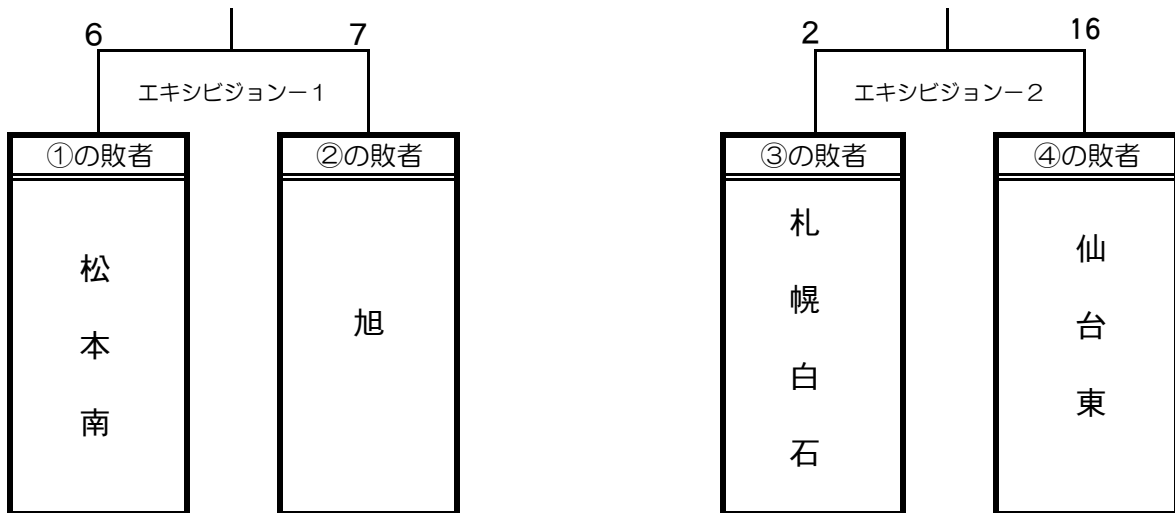 6 7
エキシビジョンー1
①の敗者
松本南
②の敗者
旭
2 16
エキシビジョンー2
③の敗者
札幌白石
④の敗者
仙台東